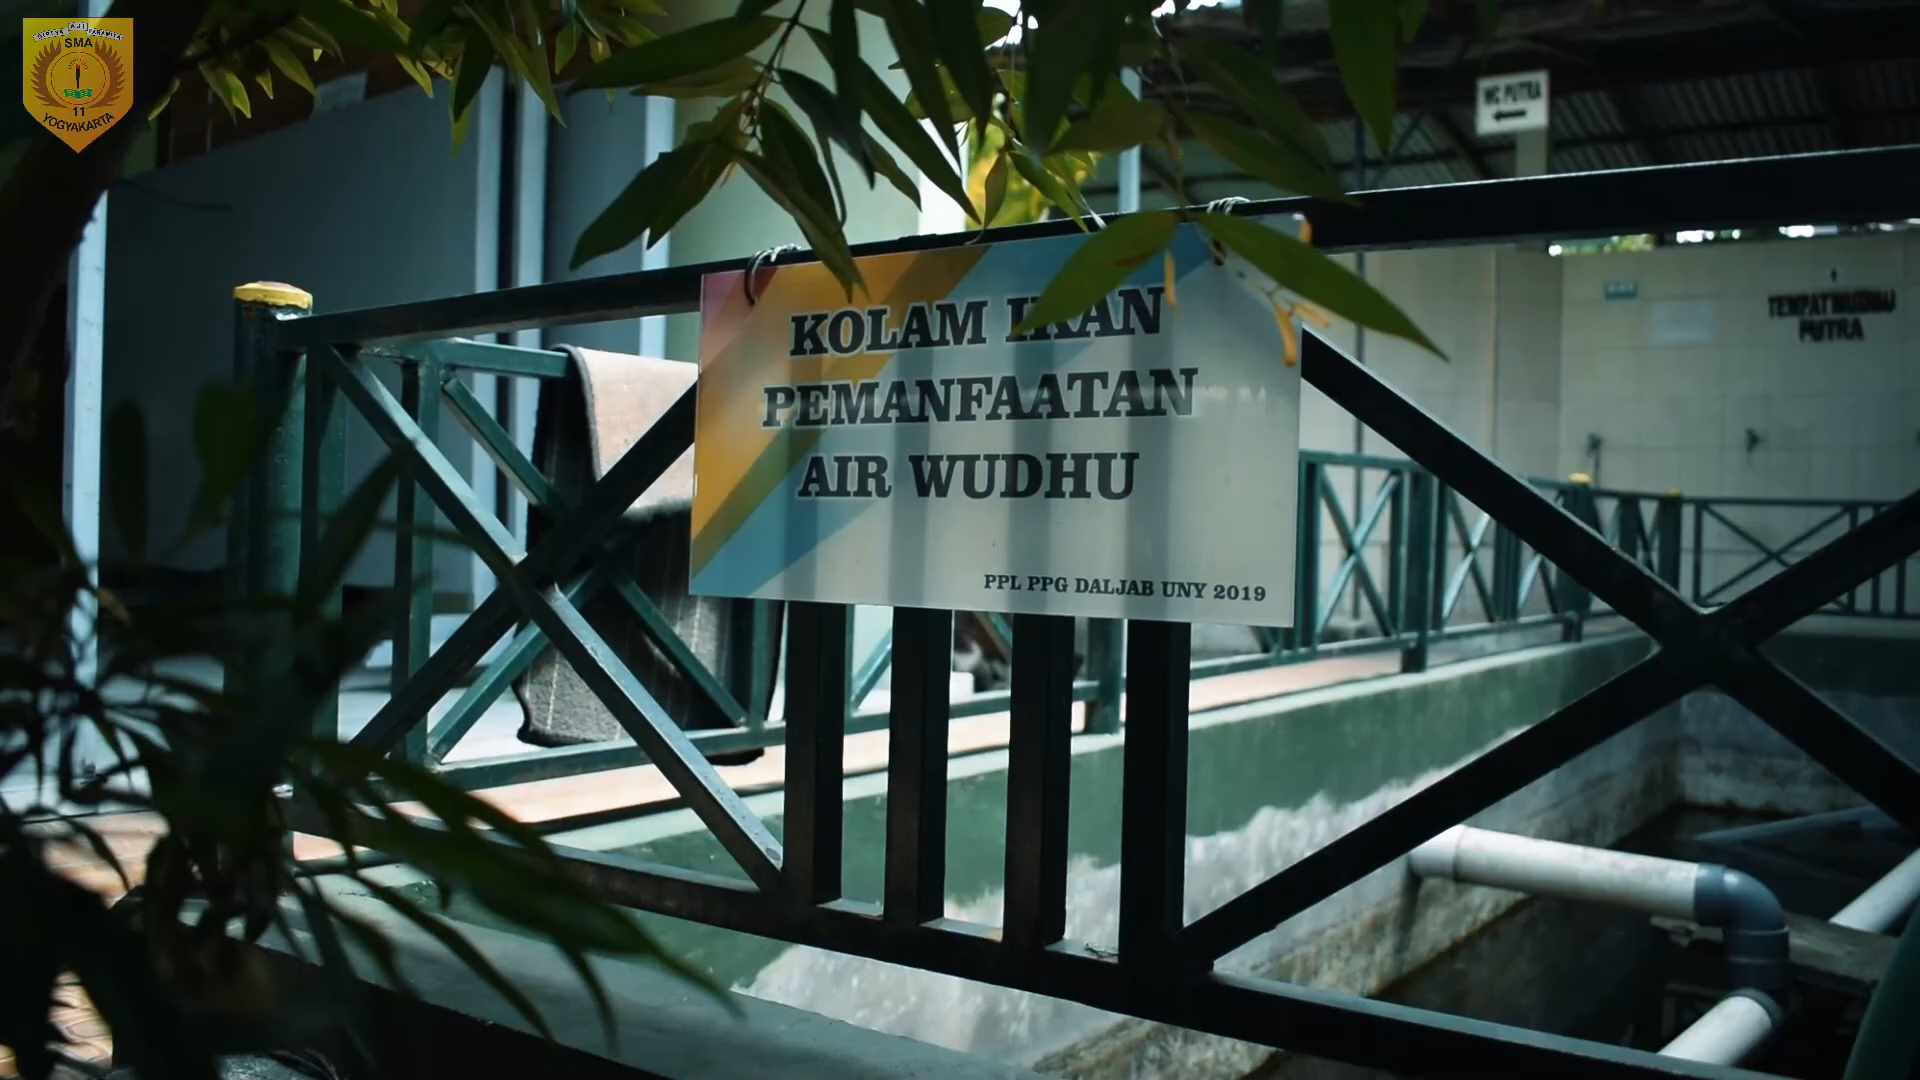 SMA
11
YOGYAKARTA
WC PUTRA
KOLAM IKAN
PEMANFAATAN
AIR WUDHU
PPL PPG DALJAB UNY 2019
TEMPAT WUDHU
PUTRA